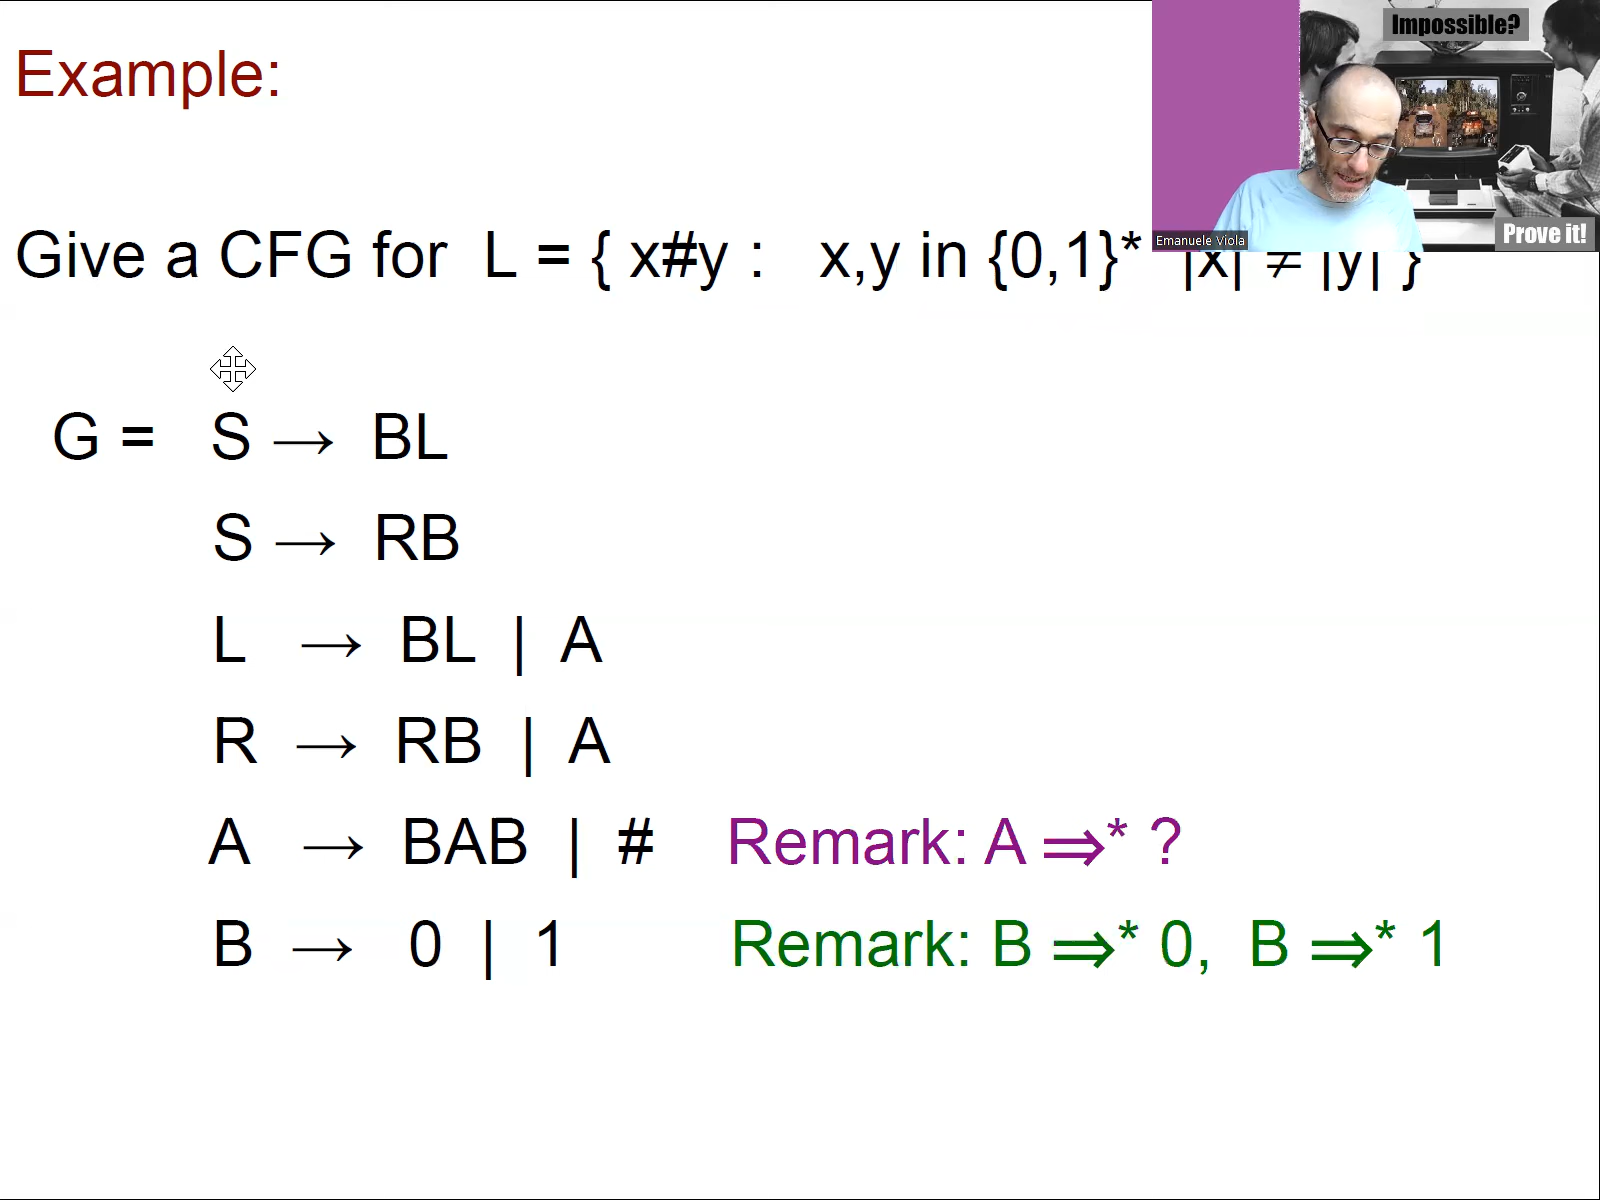 Impossible?
Example:
Prove it!
Emanuele Viola
Give a CFG for L = { x#y : x,y in {0,1}* |x| ≠ |y| }
G = S → BL
S → RB
L → BL | A
R → RB | A
A → BAB | # Remark: A ⇒* ?
B → 0 | 1 Remark: B ⇒* 0, B ⇒* 1